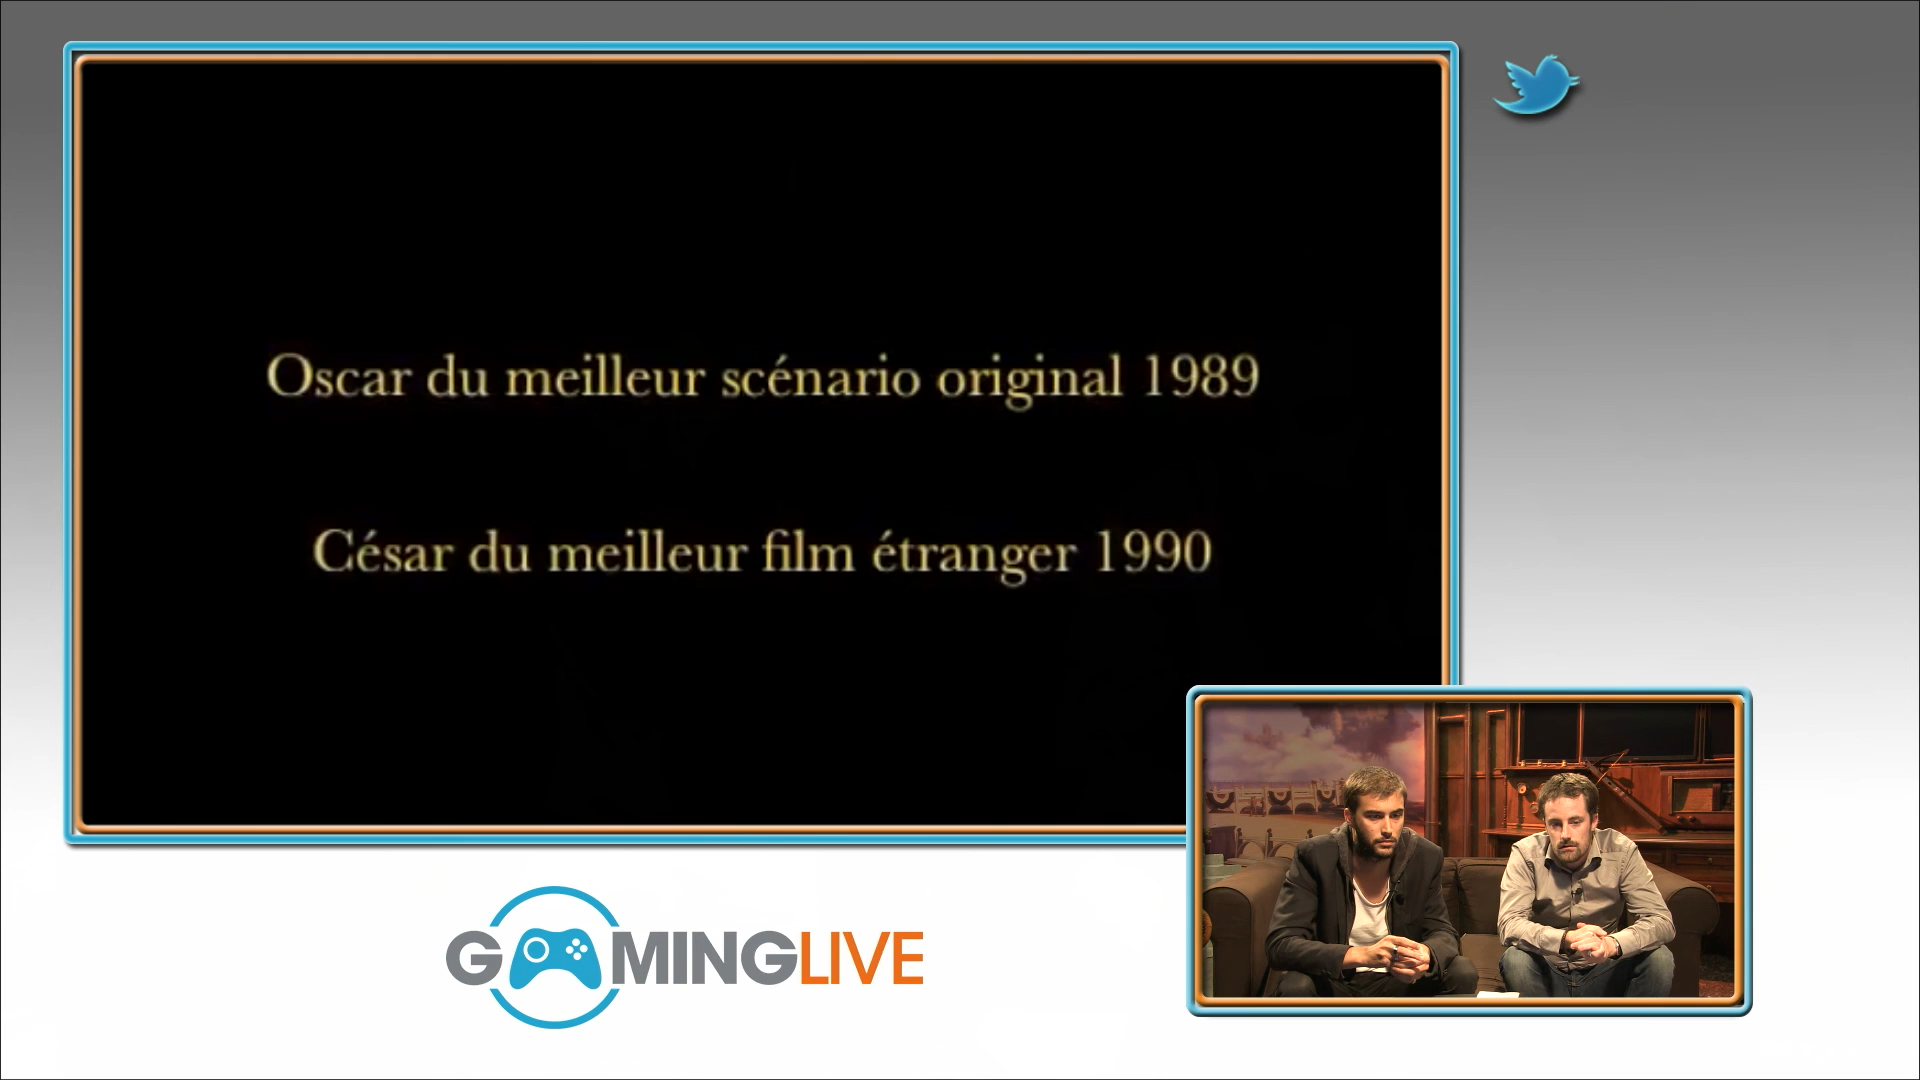 Oscar du meilleur scénario original 1989
César du meilleur film étranger 1990
GAMINGLIVE